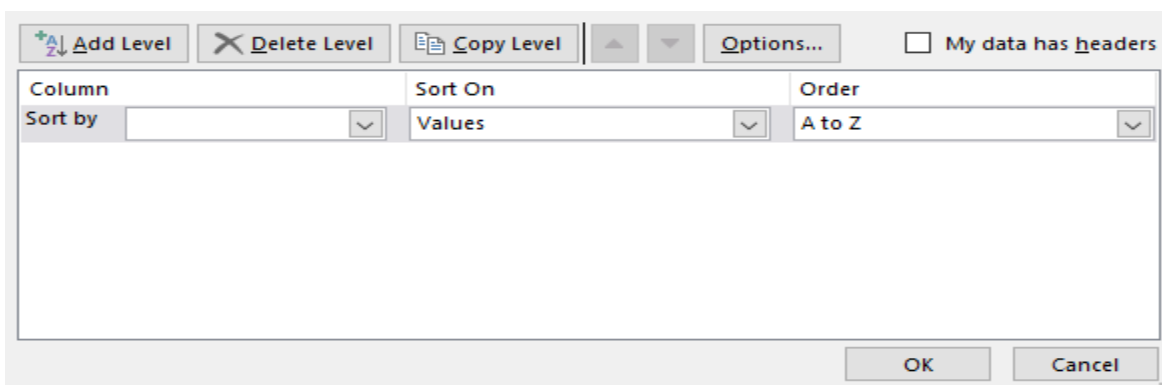 Add Level Delete Level Copy Level Options... My data has headers
Column Sort On Order
Sort by Values A to Z
OK Cancel